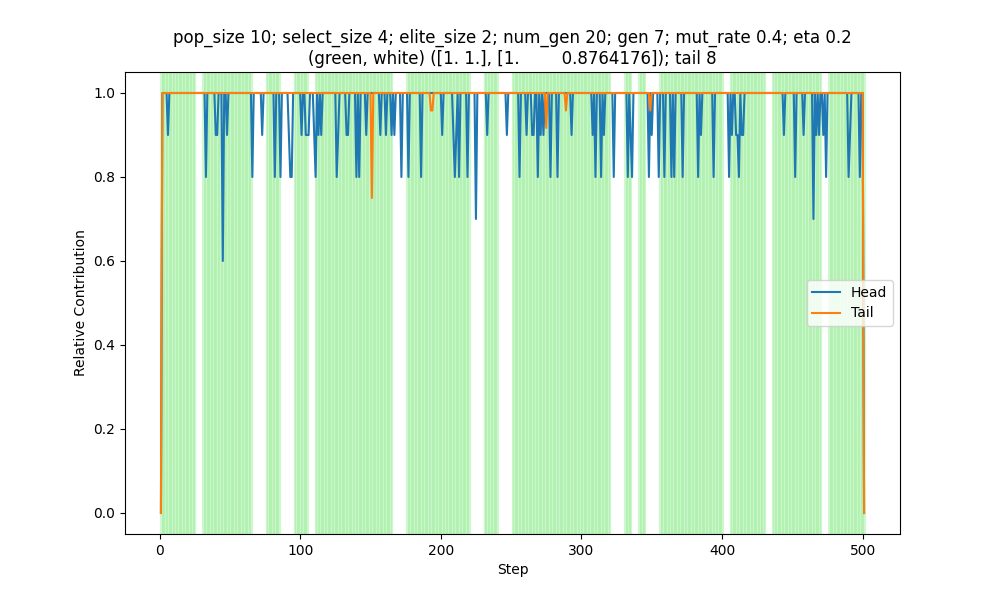 pop_size 10; select_size 4; elite_size 2; num_gen 20; gen 7; mut_rate 0.4; eta 0.2
(green, white) ([1. 1.], [1.         0.8764176]); tail 8
1.0
0.8
0.6
0.4
0.2
0.0
Relative Contribution
Head
Tail
0 100 200 300 400 500
Step